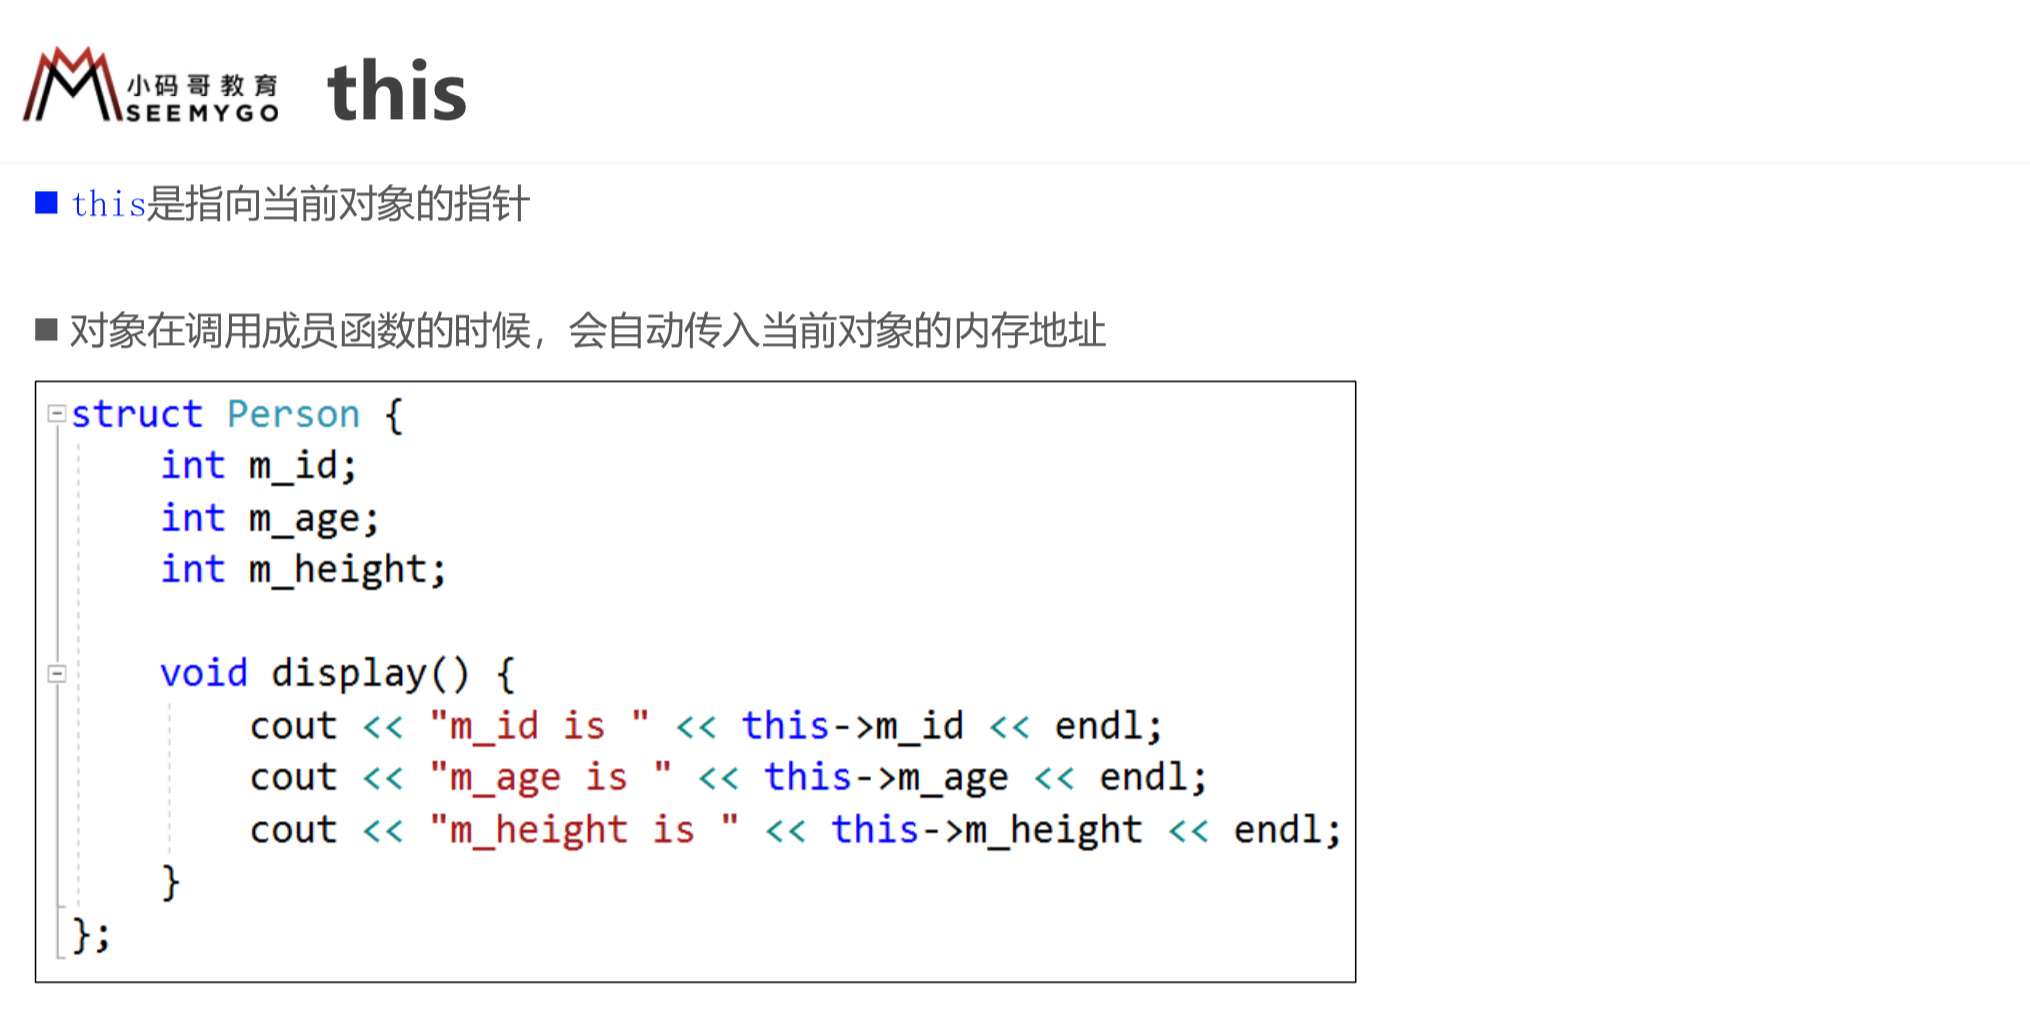 小码哥教育
SEEMYGO
this
this是指向当前对象的指针
对象在调用成员函数的时候，会自动传入当前对象的内存地址
struct Person {
    int m_id;
    int m_age;
    int m_height;

    void display() {
        cout << "m_id is " << this->m_id << endl;
        cout << "m_age is " << this->m_age << endl;
        cout << "m_height is " << this->m_height << endl;
    }
};